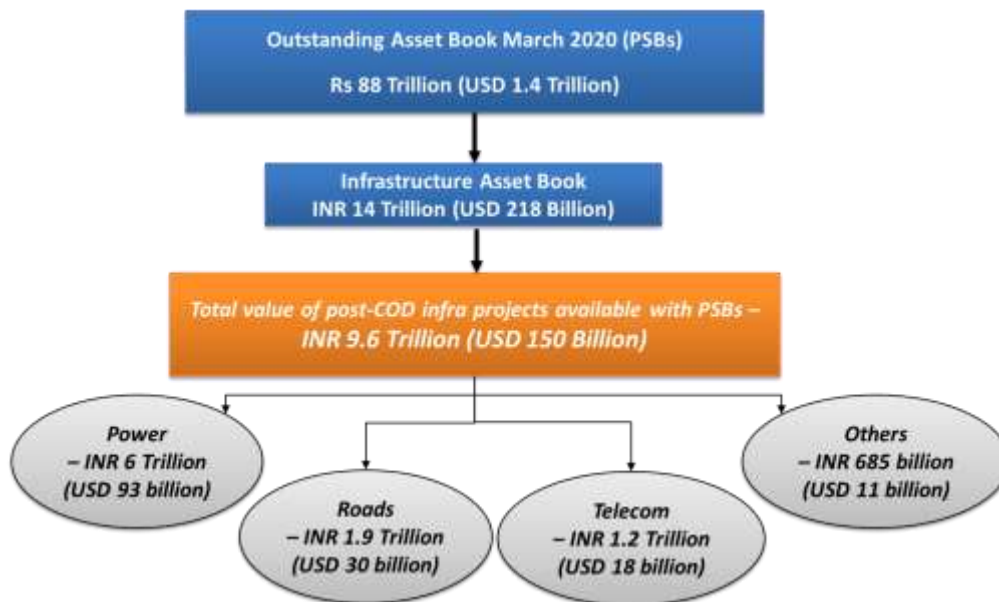 Outstanding Asset Book March 2020 (PSBs)
Rs 88 Trillion (USD 1.4 Trillion)
Infrastructure Asset Book
INR 14 Trillion (USD 218 Billion)
Total value of post-COD infra projects available with PSBs –
INR 9.6 Trillion (USD 150 Billion)
Power
– INR 6 Trillion
(USD 93 billion)
Roads
– INR 1.9 Trillion
(USD 30 billion)
Telecom
– INR 1.2 Trillion
(USD 18 billion)
Others
– INR 685 billion
(USD 11 billion)